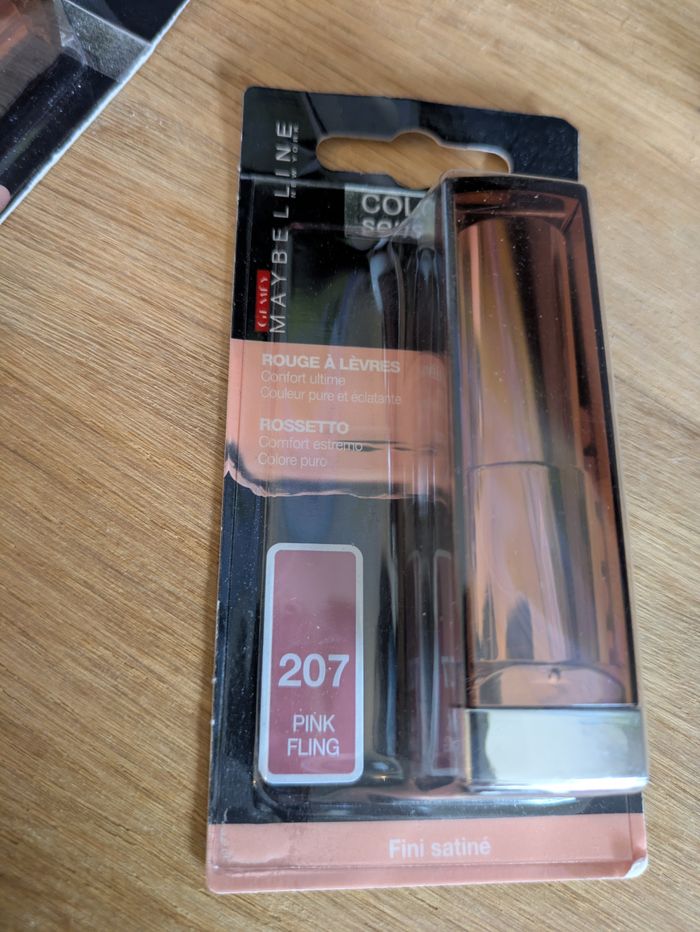 MAYBELLINE
NEW YORK
GEMEY
COL
sens
ROUGE À LÈVRES
Confort ultime
Couleur pure et éclatante
ROSSETTO
Comfort estremo
Colore puro
207
PINK
FLING
Fini satiné